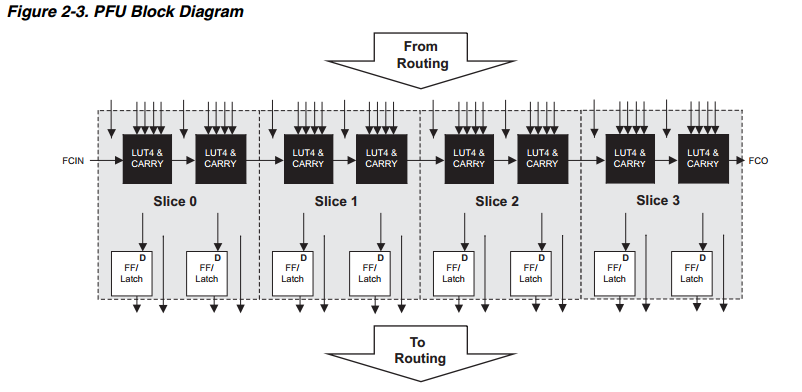 Figure 2-3. PFU Block Diagram
From
Routing
FCIN
LUT4 &
CARRY
LUT4 &
CARRY
LUT4 &
CARRY
LUT4 &
CARRY
LUT4 &
CARRY
LUT4 &
CARRY
LUT4 &
CARRY
LUT4 &
CARRY
FCO
Slice 0
Slice 1
Slice 2
Slice 3
D
FF/
Latch
D
FF/
Latch
D
FF/
Latch
D
FF/
Latch
D
FF/
Latch
D
FF/
Latch
D
FF/
Latch
D
FF/
Latch
To
Routing